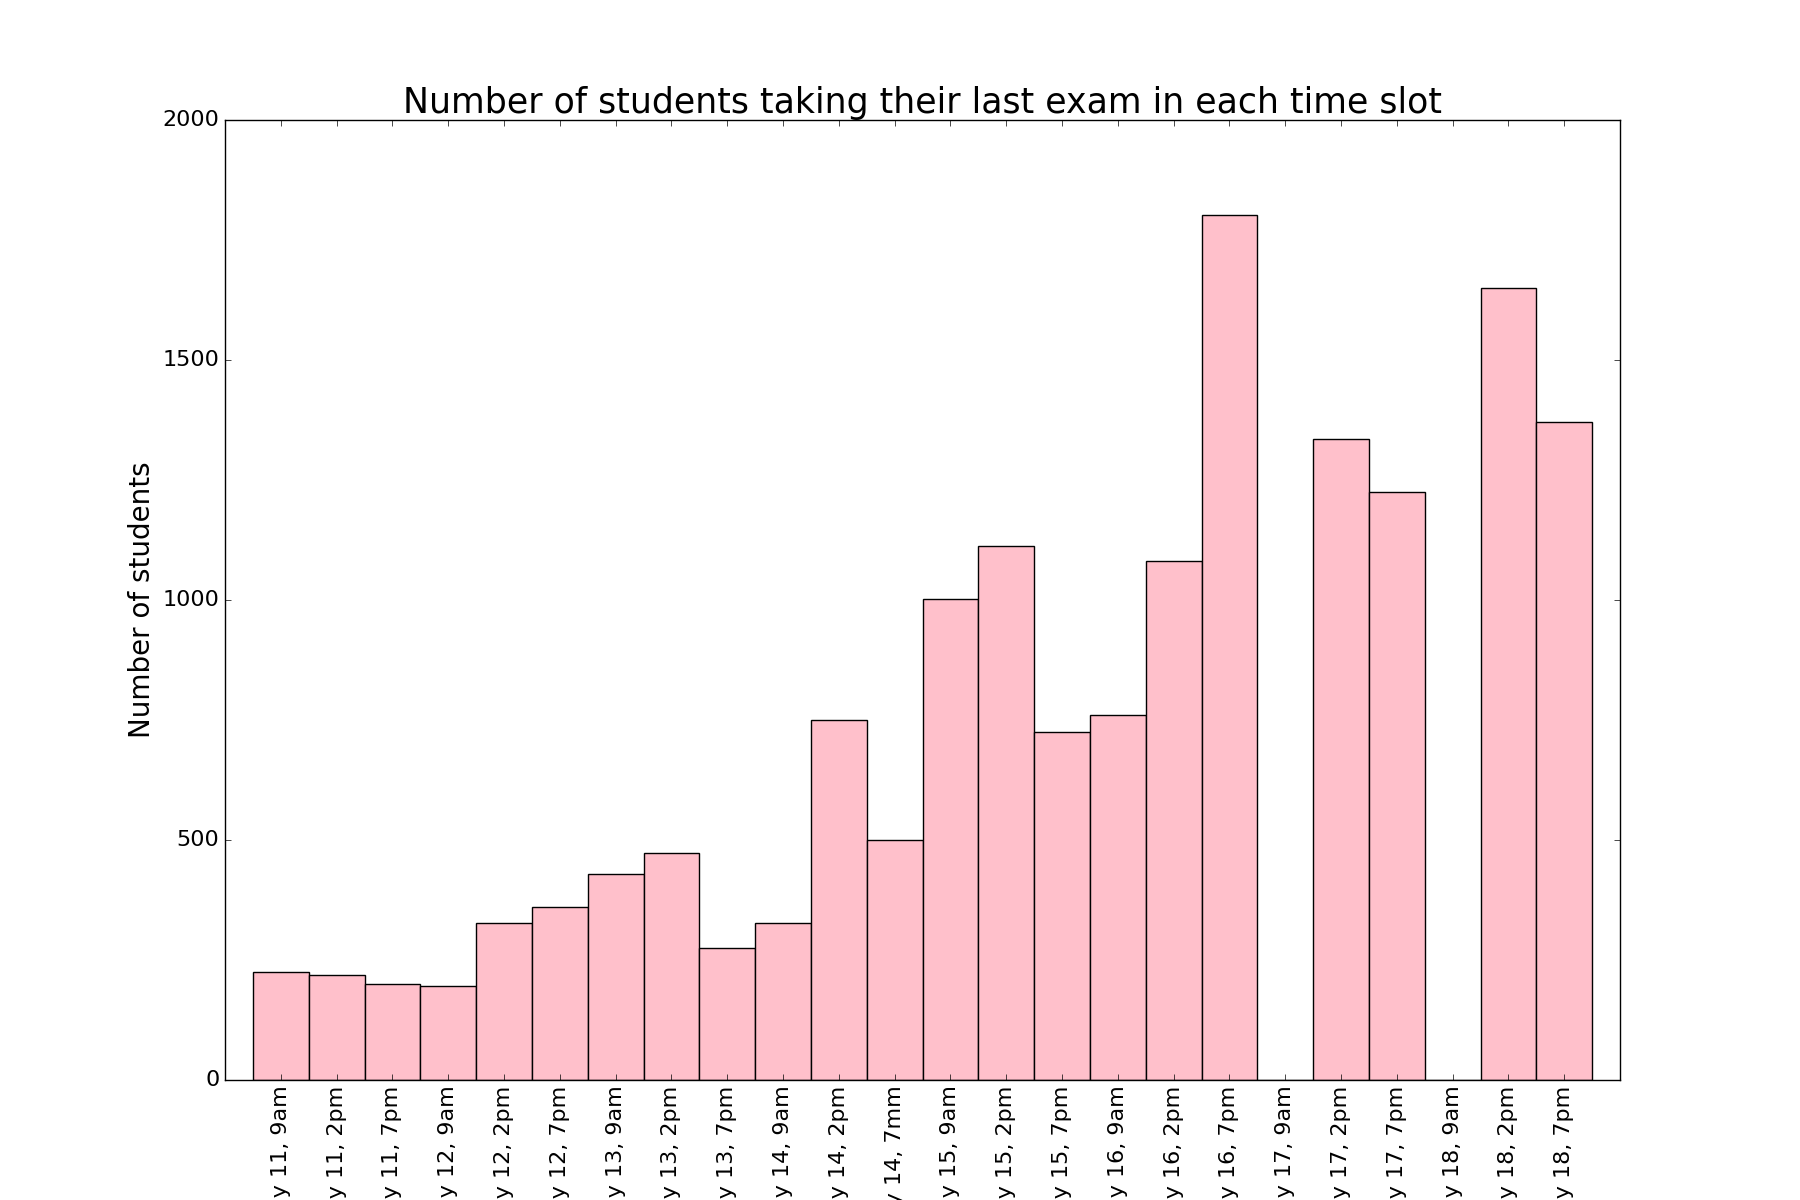 Number of students taking their last exam in each time slot
Number of students
2000
1500
1000
500
0
y 11, 9am
y 11, 2pm
y 11, 7pm
y 12, 9am
y 12, 2pm
y 12, 7pm
y 13, 9am
y 13, 2pm
y 13, 7pm
y 14, 9am
y 14, 2pm
y 14, 7mm
y 15, 9am
y 15, 2pm
y 15, 7pm
y 16, 9am
y 16, 2pm
y 16, 7pm
y 17, 9am
y 17, 2pm
y 17, 7pm
y 18, 9am
y 18, 2pm
y 18, 7pm